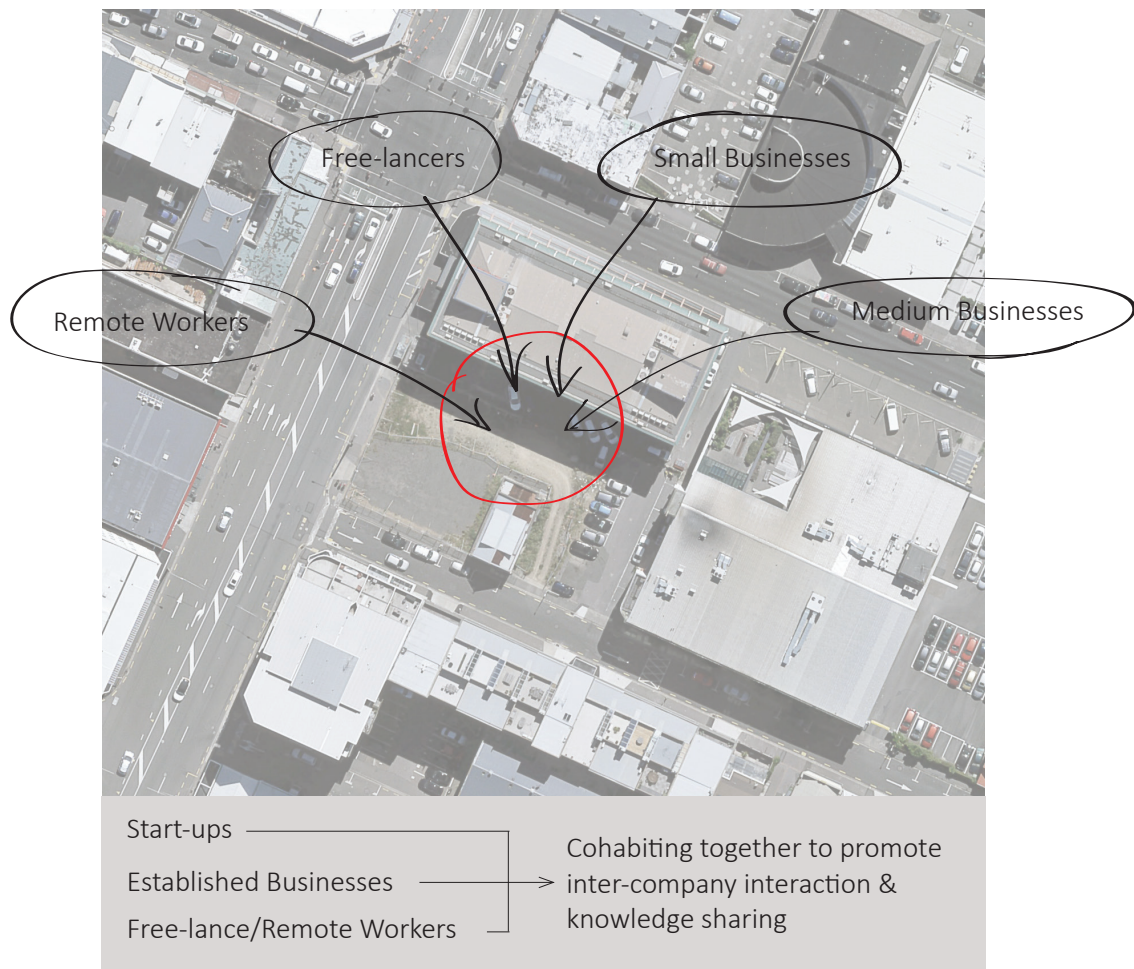 Free-lancers
Small Businesses
Remote Workers
Medium Businesses
Start-ups
Established Businesses
Free-lance/Remote Workers
Cohabiting together to promote
inter-company interaction &
knowledge sharing